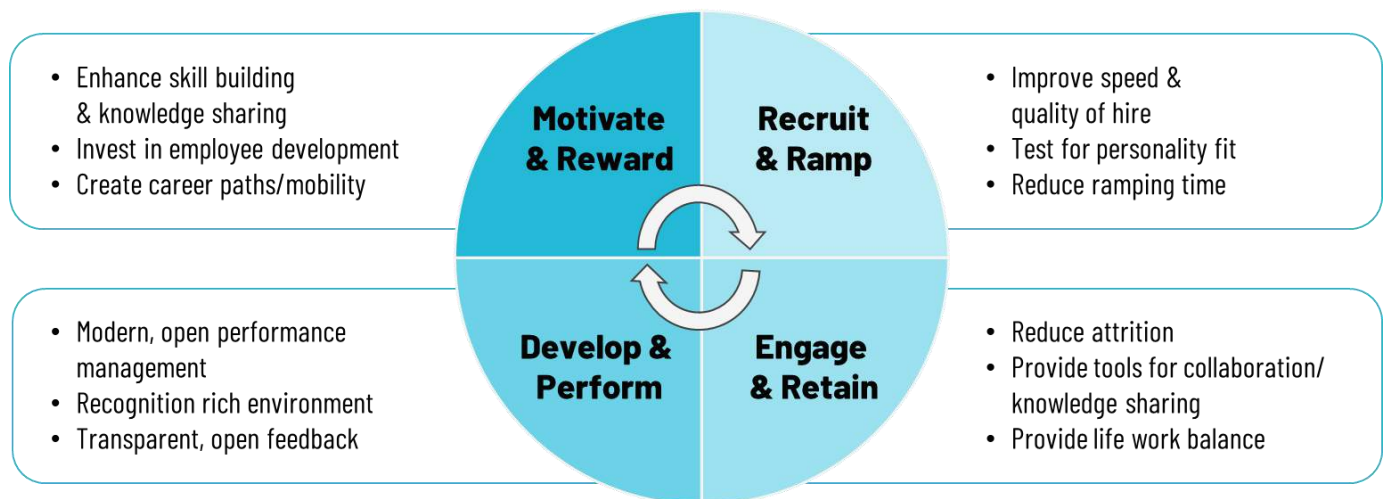 • Enhance skill building
& knowledge sharing
• Invest in employee development
• Create career paths/mobility
Motivate
& Reward
Recruit
& Ramp
• Improve speed &
quality of hire
• Test for personality fit
• Reduce ramping time
• Modern, open performance
management
• Recognition rich environment
• Transparent, open feedback
Develop &
Perform
Engage
& Retain
• Reduce attrition
• Provide tools for collaboration/
knowledge sharing
• Provide life work balance